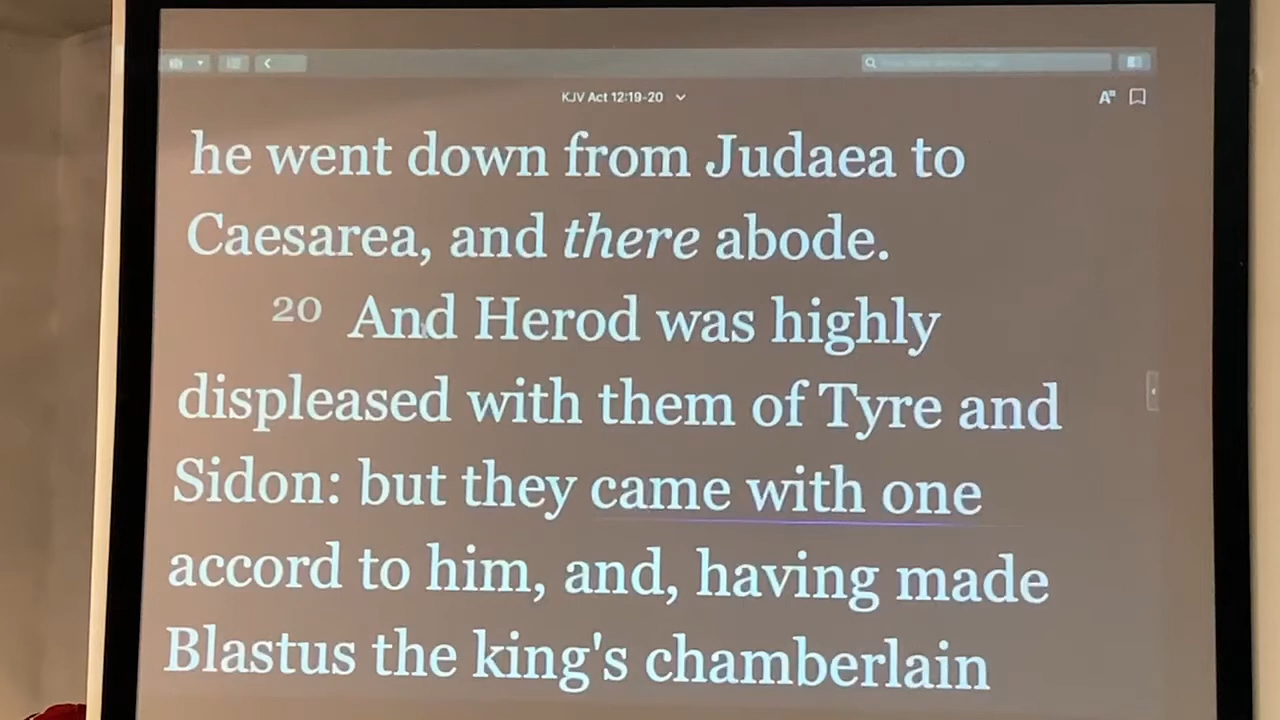 KJV Act 12:19-20
he went down from Judaea to
Caesarea, and there abode.
20 And Herod was highly
displeased with them of Tyre and
Sidon: but they came with one
accord to him, and, having made
Blastus the king's chamberlain